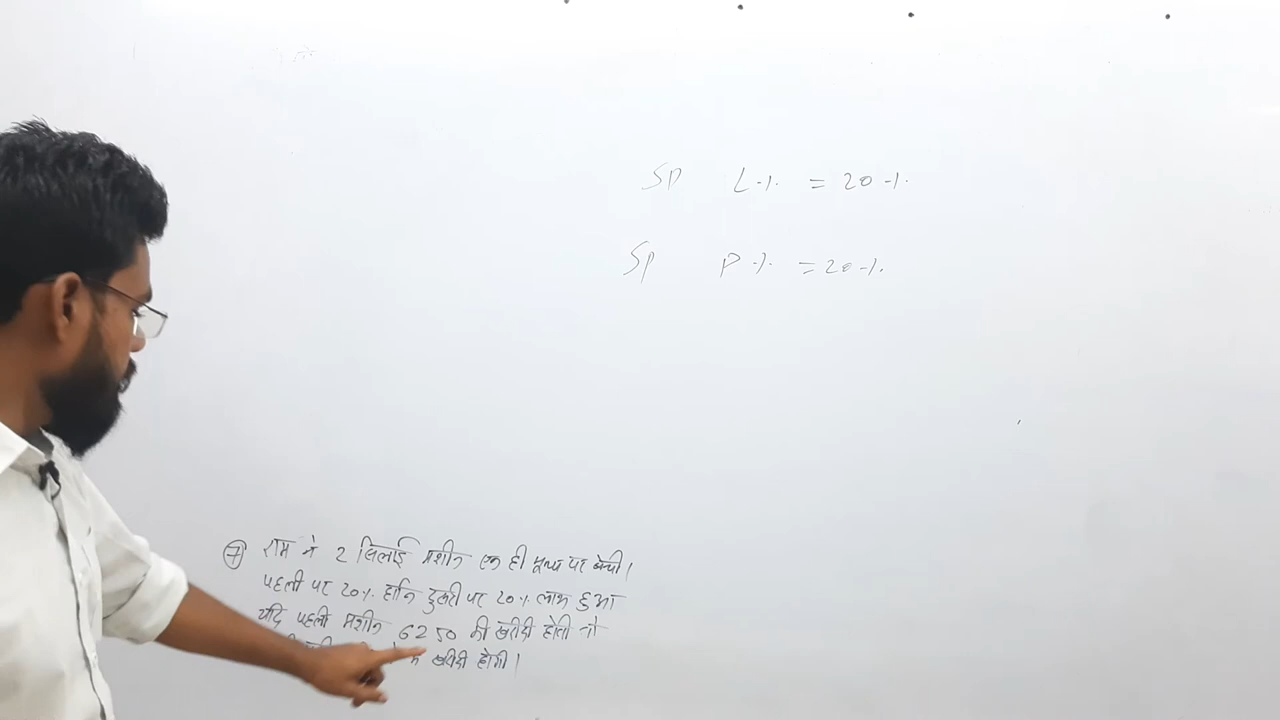 SP L % = 20 %
SP P % = 20 %
⑦ राम ने 2 सिलाई मशीन एक ही मूल्य पर बेची।
पहली पर 20% हानि दुसरी पर 20% लाभ हुआ
यदि पहली मशीन 6250 की खरीदी होती तो
खरीदी होगी।